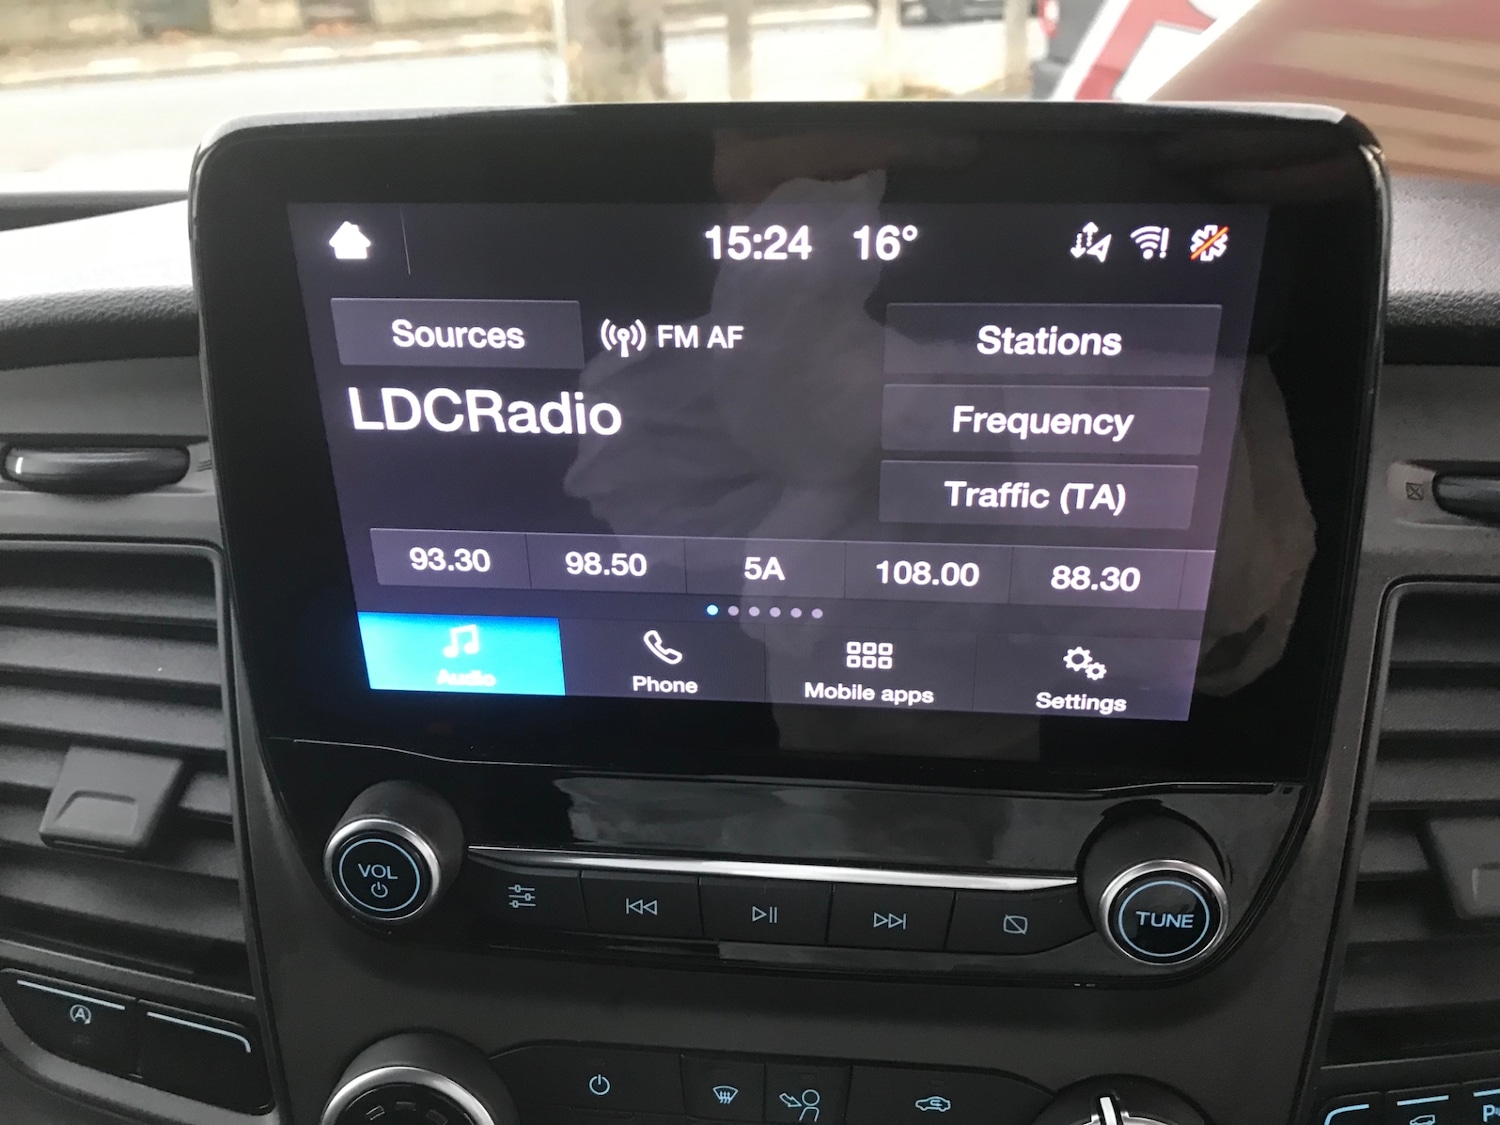 15:24 16°
Sources FM AF Stations
LDCRadio Frequency
Traffic (TA)
93.30 98.50 5A 108.00 88.30
Audio Phone Mobile apps Settings
VOL TUNE
A
P